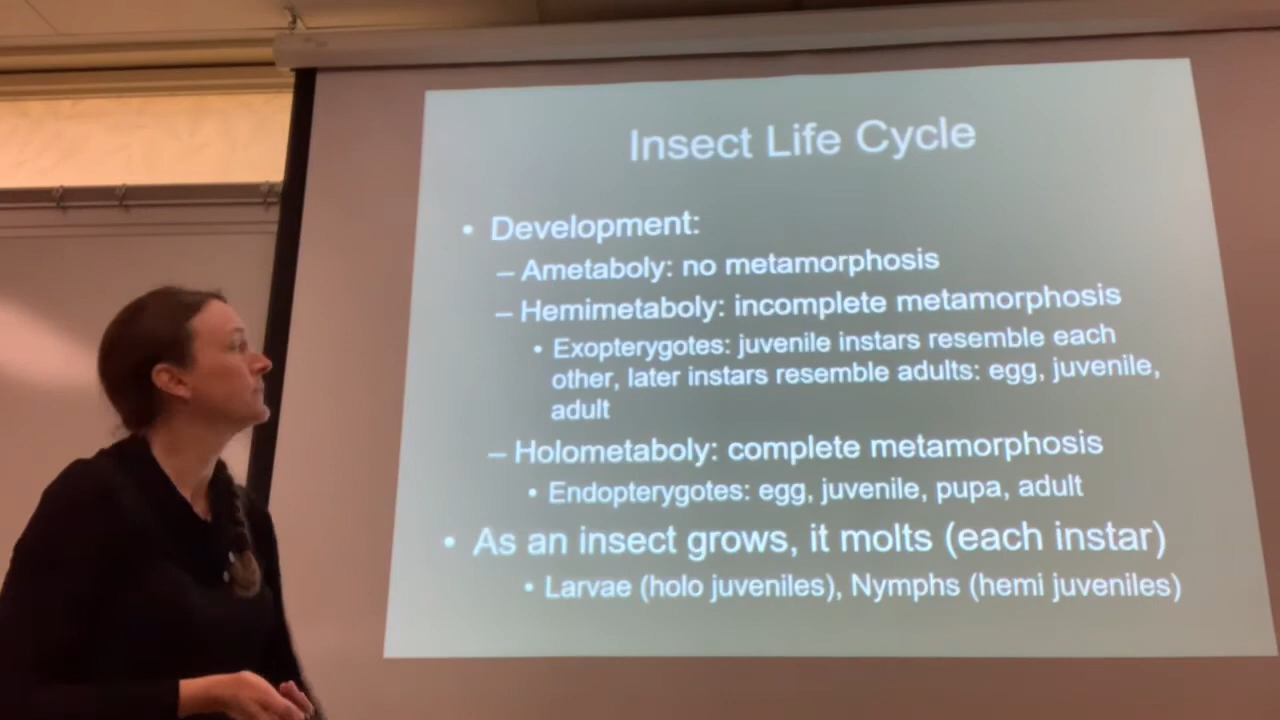 Insect Life Cycle
• Development:
– Ametaboly: no metamorphosis
– Hemimetaboly: incomplete metamorphosis
• Exopterygotes: juvenile instars resemble each
other, later instars resemble adults: egg, juvenile,
adult
– Holometaboly: complete metamorphosis
• Endopterygotes: egg, juvenile, pupa, adult
• As an insect grows, it molts (each instar)
• Larvae (holo juveniles), Nymphs (hemi juveniles)